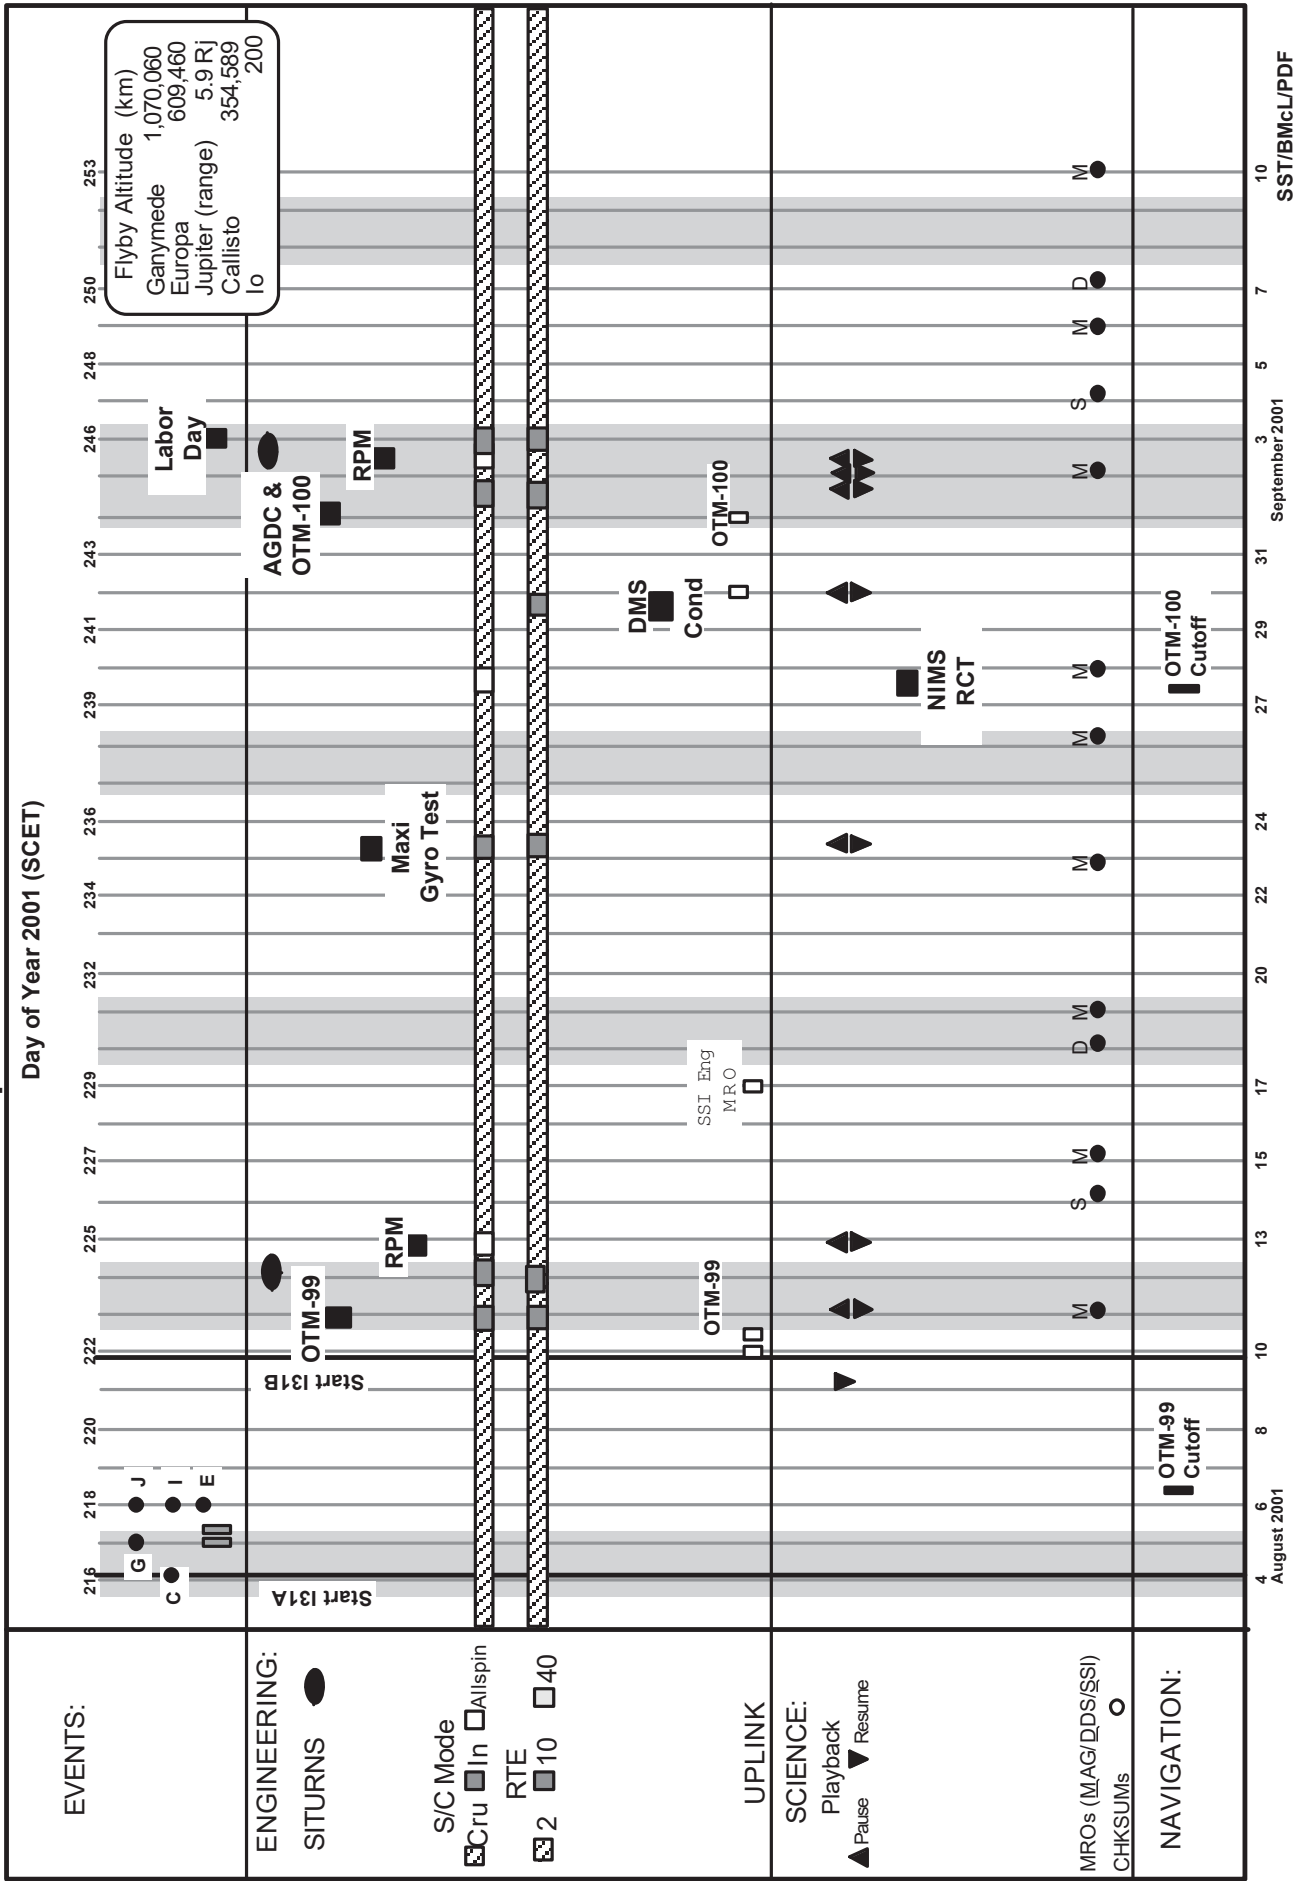 Day of Year 2001 (SCET)
216 218 220 222 225 227 229 232 234 236 239 241 243 246 248 250 253
EVENTS:
C
G
J
I
E
Labor
Day
Flyby Altitude (km)
Ganymede 1,070,060
Europa 609,460
Jupiter (range) 5.9 Rj
Callisto 354,589
Io 200
ENGINEERING:
SITURNS
Start I31A
Start I31B
OTM-99
RPM
Maxi
Gyro Test
AGDC &
OTM-100
RPM
S/C Mode
Cru In Allspin
RTE
2 10 40
UPLINK
OTM-99
SSI Eng
MRO
DMS
Cond
OTM-100
SCIENCE:
Playback
Pause Resume
NIMS
RCT
MROs (MAG/DDS/SSI)
CHKSUMs
M S M D M M M M M S M D M
NAVIGATION:
OTM-99
Cutoff
OTM-100
Cutoff
4 6 8 10 13 15 17 20 22 24 27 29 31 3 5 7 10
August 2001
September 2001
SST/BMcL/PDF